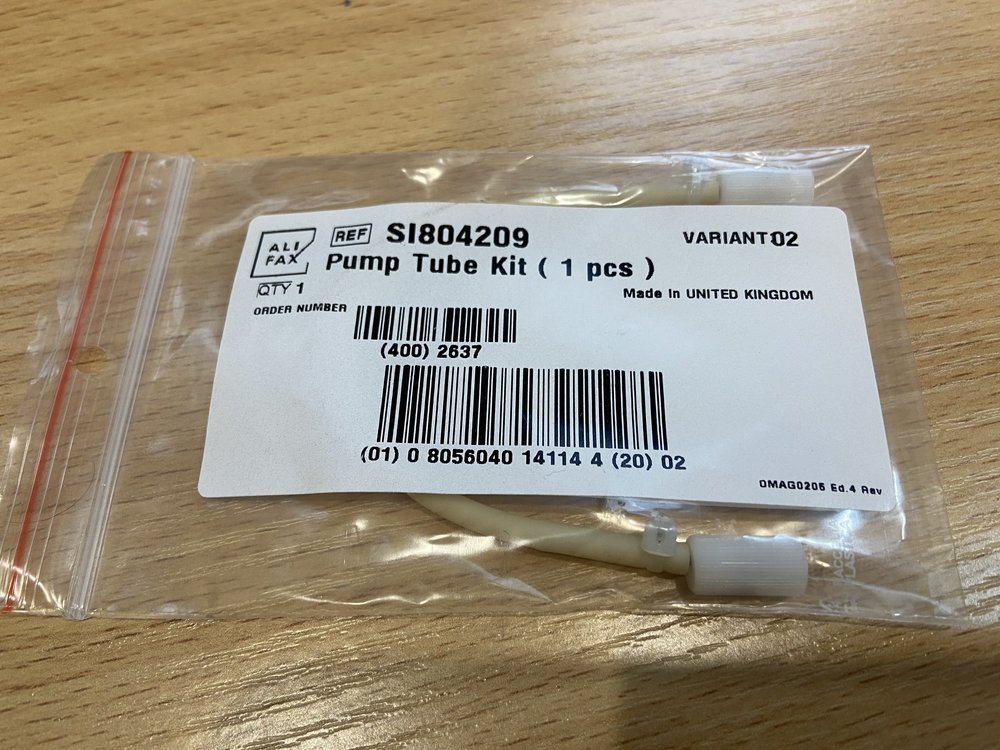 ALI
FAX
REF SI804209
VARIANT 02
Pump Tube Kit ( 1 pcs )
QTY 1
Made in UNITED KINGDOM
ORDER NUMBER
(400) 2637
(01) 0 8056040 14114 4 (20) 02
OMAG0205 Ed.4 Rev